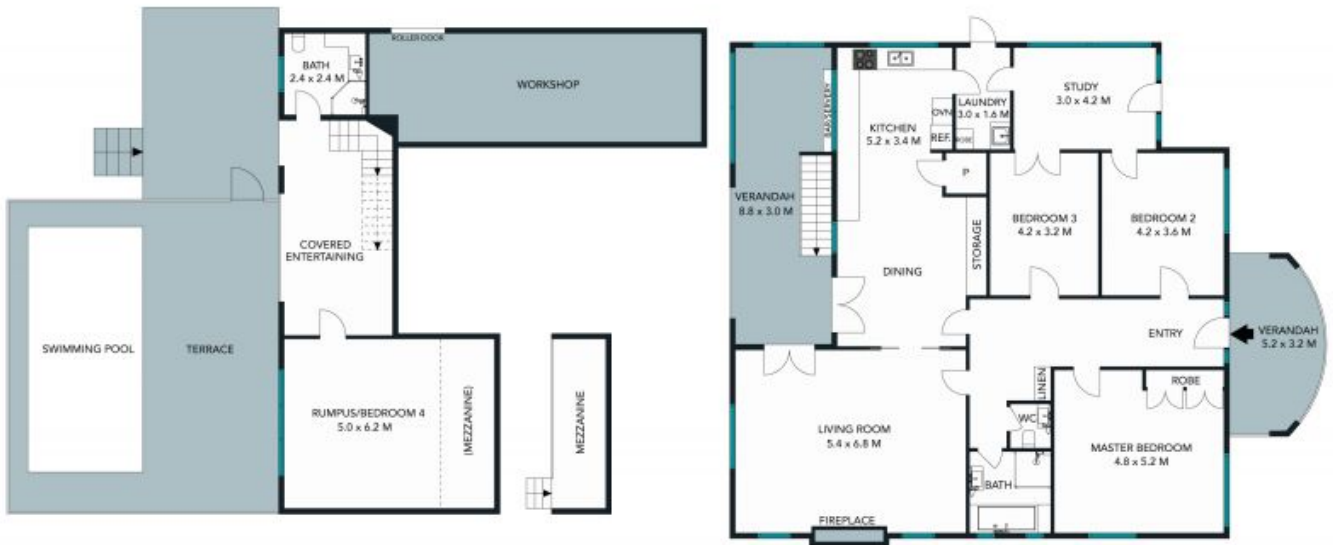 ROLLER DOOR
BATH
2.4 x 2.4 M
WORKSHOP
COVERED
ENTERTAINING
SWIMMING POOL
TERRACE
RUMPUS/BEDROOM 4
5.0 x 6.2 M
(MEZZANINE)
MEZZANINE
BAR/SERVERY
VERANDAH
8.8 x 3.0 M
KITCHEN
5.2 x 3.4 M
OVN
REF.
LAUNDRY
3.0 x 1.6 M
ROBE
STUDY
3.0 x 4.2 M
P
STORAGE
DINING
BEDROOM 3
4.2 x 3.2 M
BEDROOM 2
4.2 x 3.6 M
ENTRY
VERANDAH
5.2 x 3.2 M
LINEN
ROBE
WC
LIVING ROOM
5.4 x 6.8 M
MASTER BEDROOM
4.8 x 5.2 M
BATH
FIREPLACE